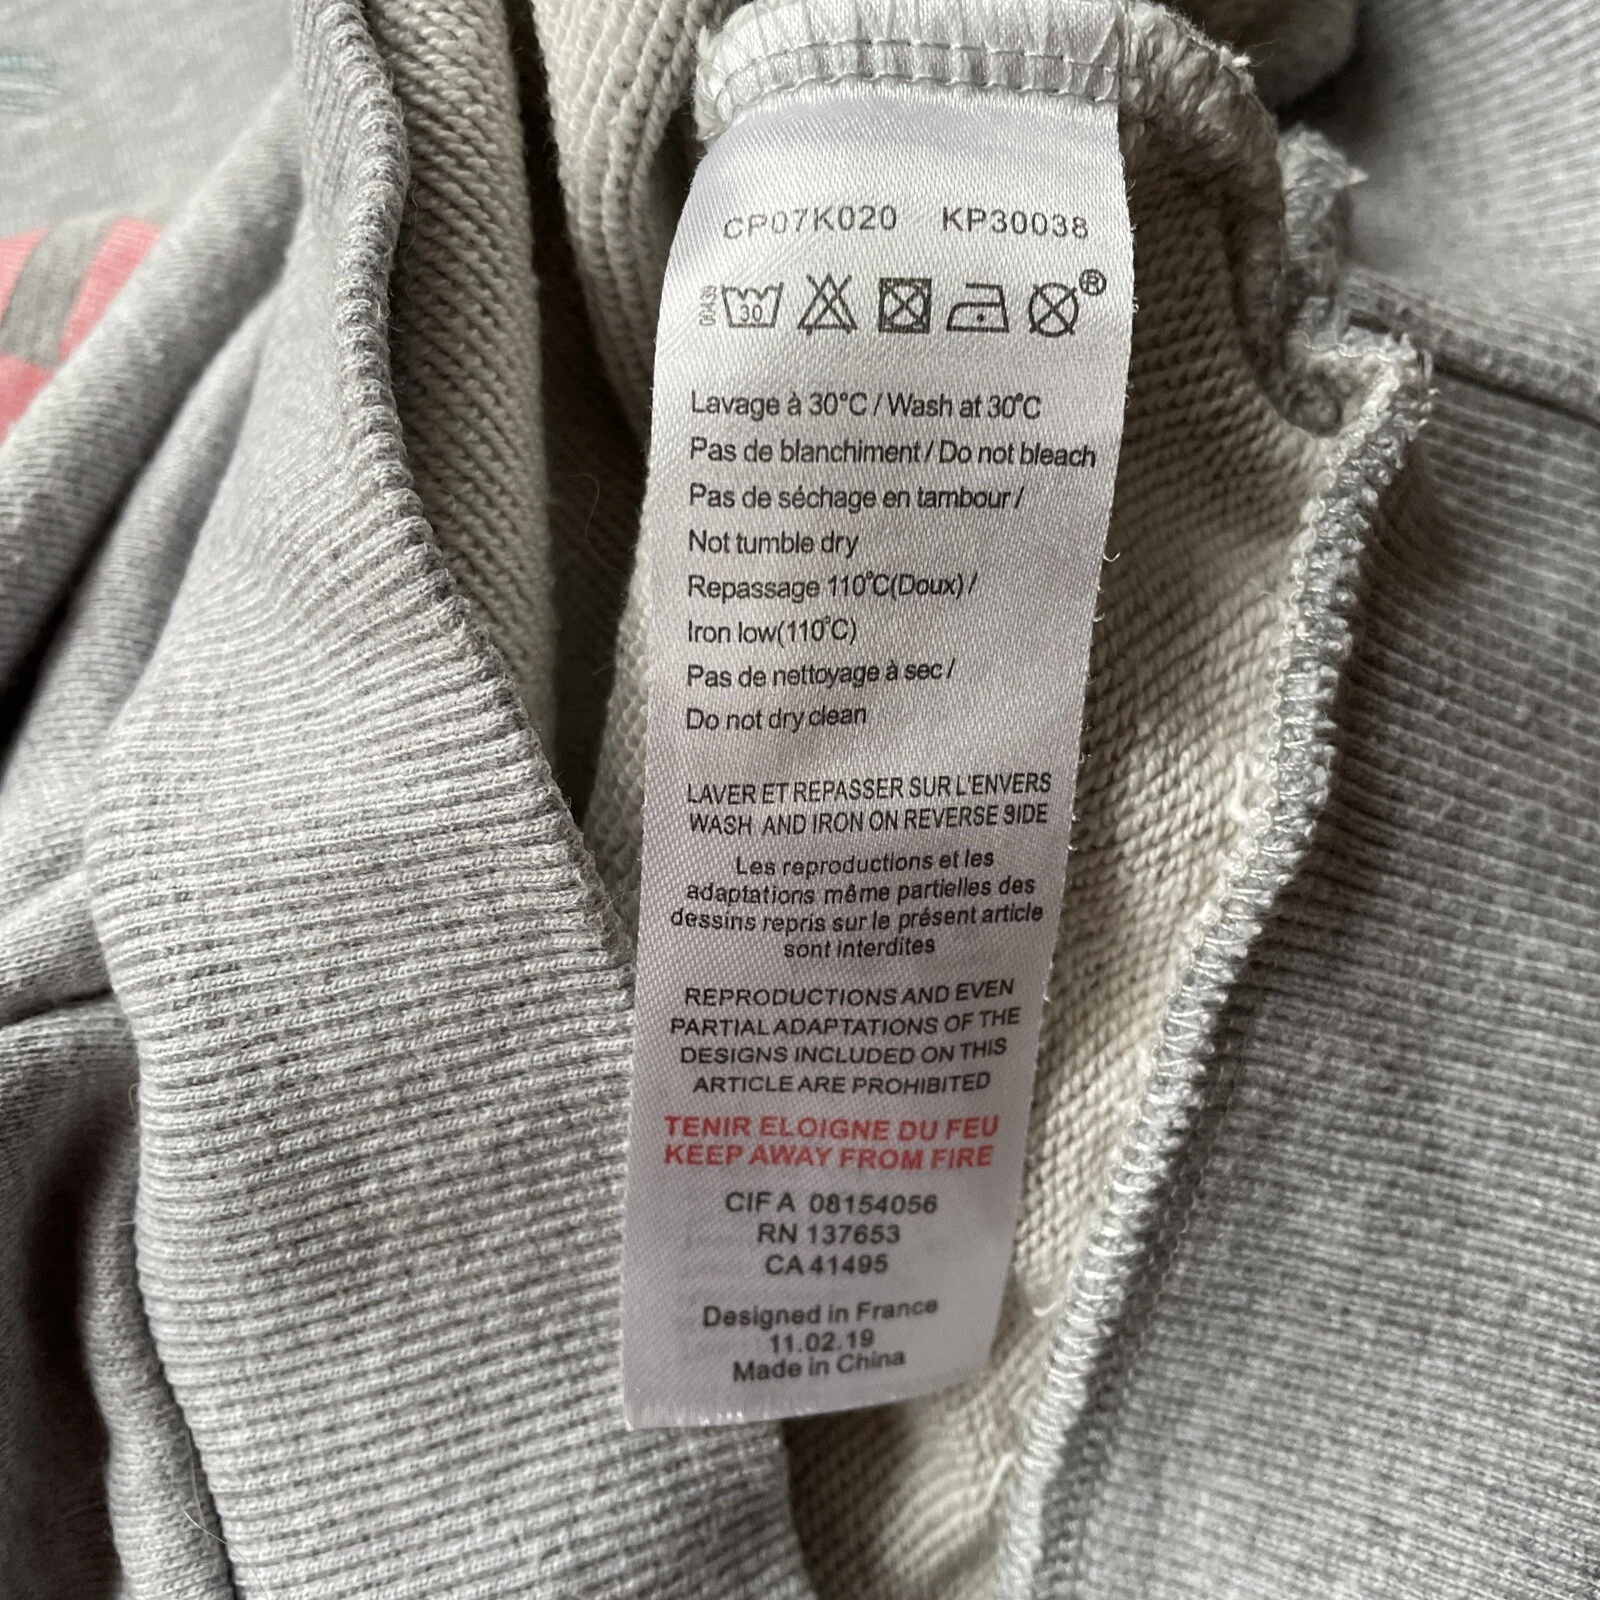 CP07K020 KP30038
30
®
Lavage à 30°C / Wash at 30°C
Pas de blanchiment / Do not bleach
Pas de séchage en tambour /
Not tumble dry
Repassage 110°C(Doux) /
Iron low(110°C)
Pas de nettoyage à sec /
Do not dry clean
LAVER ET REPASSER SUR L'ENVERS
WASH AND IRON ON REVERSE SIDE
Les reproductions et les
adaptations même partielles des
dessins repris sur le présent article
sont interdites
REPRODUCTIONS AND EVEN
PARTIAL ADAPTATIONS OF THE
DESIGNS INCLUDED ON THIS
ARTICLE ARE PROHIBITED
TENIR ELOIGNE DU FEU
KEEP AWAY FROM FIRE
CIF A 08154056
RN 137653
CA 41495
Designed in France
11.02.19
Made in China